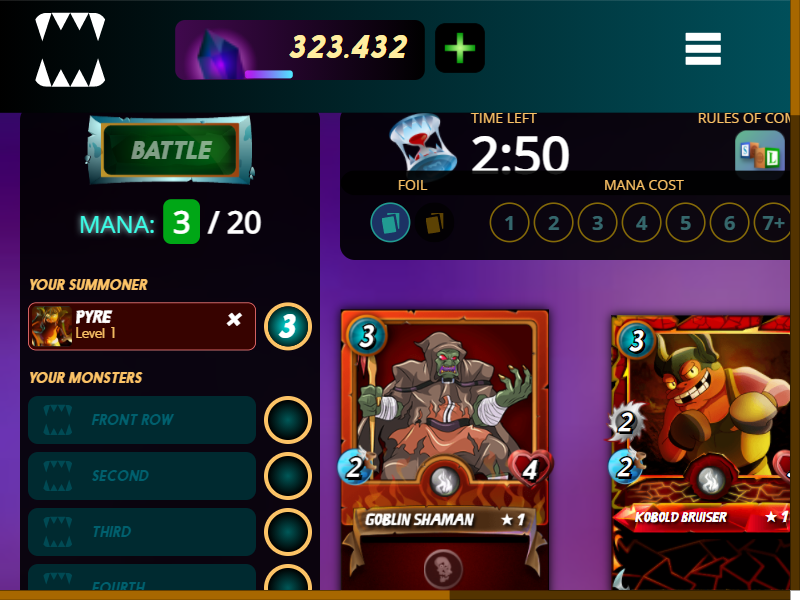 323.432
BATTLE
MANA: 3 / 20
YOUR SUMMONER
PYRE
Level 1
3
YOUR MONSTERS
FRONT ROW
SECOND
THIRD
FOURTH
TIME LEFT
2:50
RULES OF COM
S
L
FOIL
MANA COST
1 2 3 4 5 6 7+
3
2
4
GOBLIN SHAMAN ★ 1
3
2
2
KOBOLD BRUISER ★ 1